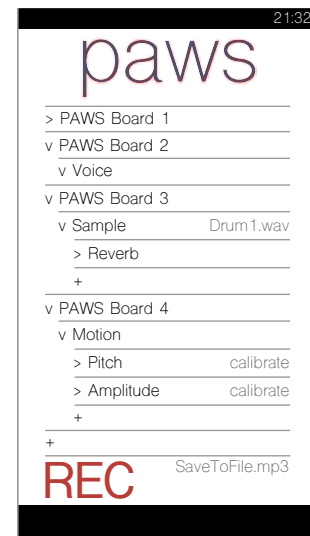 21:32
paws
> PAWS Board 1
v PAWS Board 2
v Voice
v PAWS Board 3
v Sample Drum1.wav
> Reverb
+
v PAWS Board 4
v Motion
> Pitch calibrate
> Amplitude calibrate
+
+
REC SaveToFile.mp3